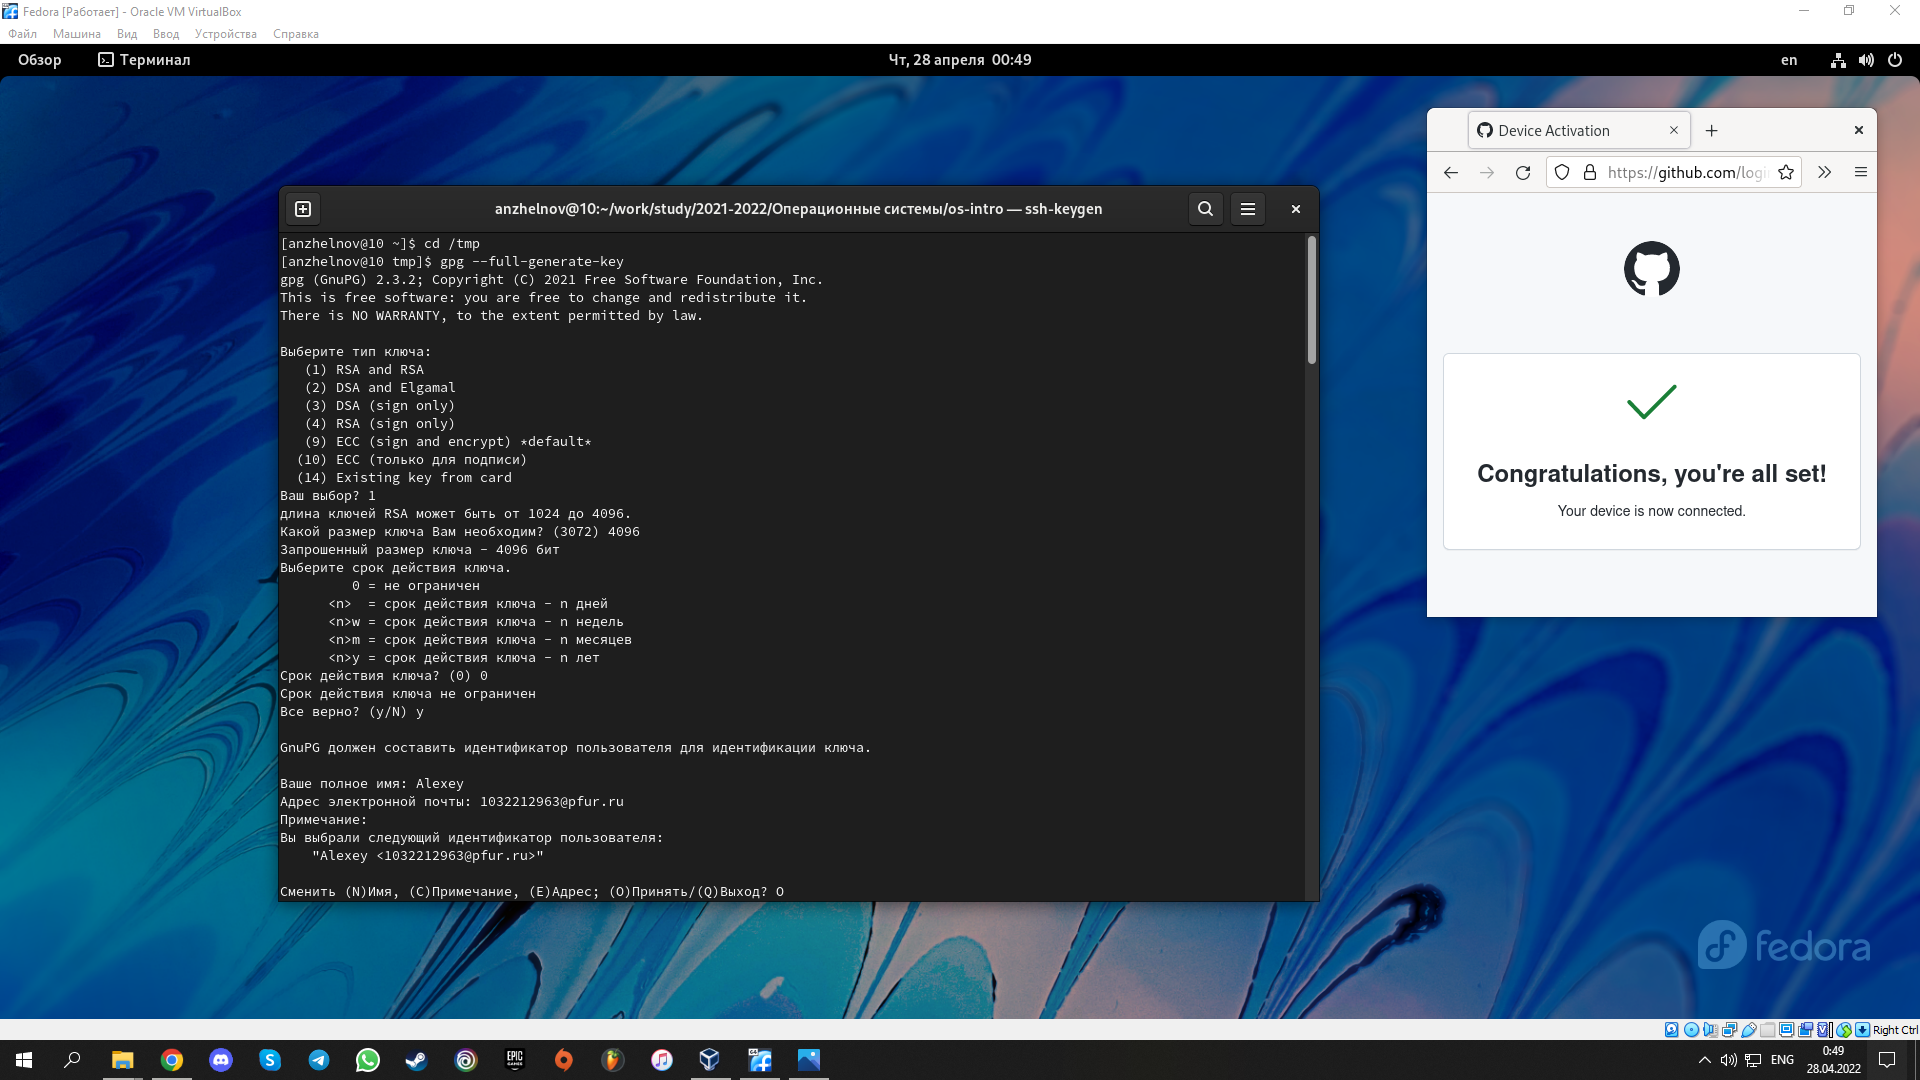 Fedora [Работает] - Oracle VM VirtualBox
Файл Машина Вид Ввод Устройства Справка
Обзор Терминал Чт, 28 апреля 00:49 en
Device Activation
https://github.com/logi
anzhelnov@10:~/work/study/2021-2022/Операционные системы/os-intro — ssh-keygen
[anzhelnov@10 ~]$ cd /tmp
[anzhelnov@10 tmp]$ gpg --full-generate-key
gpg (GnuPG) 2.3.2; Copyright (C) 2021 Free Software Foundation, Inc.
This is free software: you are free to change and redistribute it.
There is NO WARRANTY, to the extent permitted by law.
Выберите тип ключа:
(1) RSA and RSA
(2) DSA and Elgamal
(3) DSA (sign only)
(4) RSA (sign only)
(9) ECC (sign and encrypt) *default*
(10) ECC (только для подписи)
(14) Existing key from card
Ваш выбор? 1
длина ключей RSA может быть от 1024 до 4096.
Какой размер ключа Вам необходим? (3072) 4096
Запрошенный размер ключа - 4096 бит
Выберите срок действия ключа.
0 = не ограничен
<n>  = срок действия ключа - n дней
<n>w = срок действия ключа - n недель
<n>m = срок действия ключа - n месяцев
<n>y = срок действия ключа - n лет
Срок действия ключа? (0) 0
Срок действия ключа не ограничен
Все верно? (y/N) y
GnuPG должен составить идентификатор пользователя для идентификации ключа.
Ваше полное имя: Alexey
Адрес электронной почты: 1032212963@pfur.ru
Примечание:
Вы выбрали следующий идентификатор пользователя:
"Alexey <1032212963@pfur.ru>"
Сменить (N)Имя, (C)Примечание, (E)Адрес; (O)Принять/(Q)Выход? O
Congratulations, you're all set!
Your device is now connected.
fedora
Right Ctrl
EPIC GAMES
ENG
0:49
28.04.2022